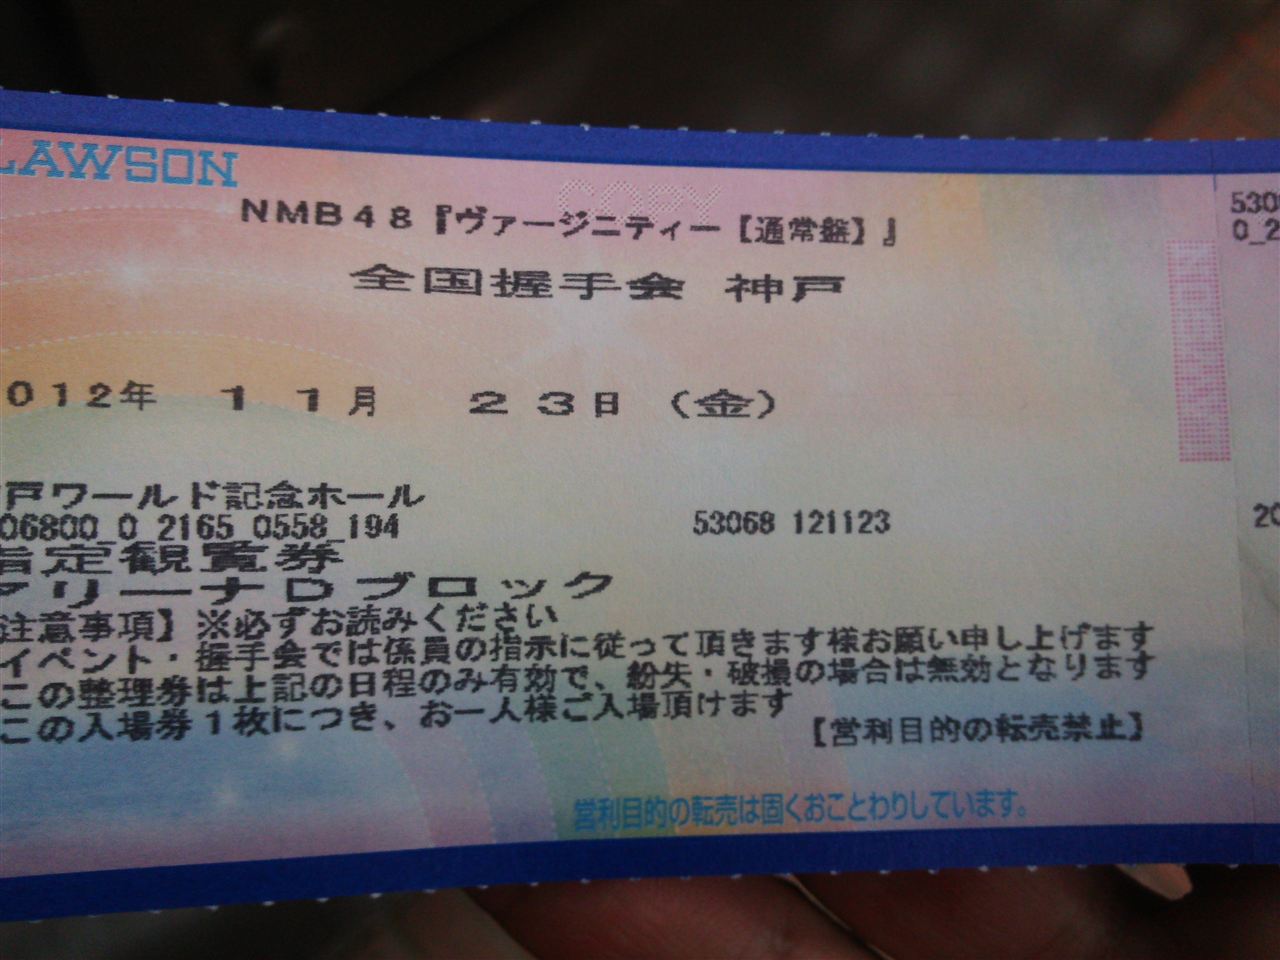 LAWSON
COPY
NMB48『ヴァージニティー【通常盤】』
全国握手会 神戸
012年 11月 23日 (金)
戸ワールド記念ホール
06800_0_2165_0558_194
53068 121123
指定観覧券
アリーナDブロック
注意事項】※必ずお読みください
イベント・握手会では係員の指示に従って頂きます様お願い申し上げます
この整理券は上記の日程のみ有効で、紛失・破損の場合は無効となります
この入場券1枚につき、お一人様ご入場頂けます
【営利目的の転売禁止】
営利目的の転売は固くおことわりしています。
530
0_2
20